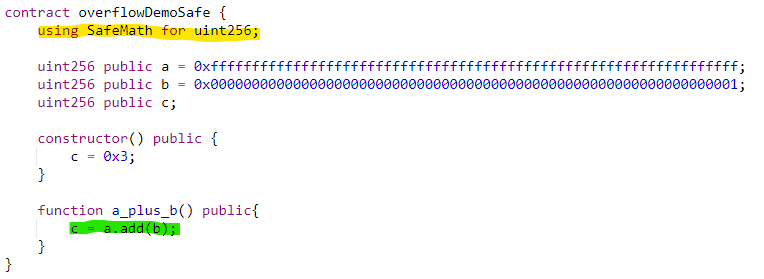 contract overflowDemoSafe {
    using SafeMath for uint256;
    uint256 public a = 0xffffffffffffffffffffffffffffffffffffffffffffffffffffffffffffffff;
    uint256 public b = 0x0000000000000000000000000000000000000000000000000000000000000001;
    uint256 public c;
    constructor() public {
        c = 0x3;
    }
    function a_plus_b() public{
        c = a.add(b);
    }
}